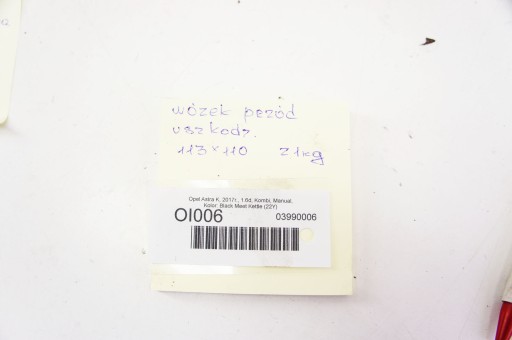 wózek pozód
uszkodz.
113 x 110 21kg
Opel Astra K, 2017r., 1.6d, Kombi, Manual,
Kolor: Black Meet Kettle (22Y)
OI006 03990006